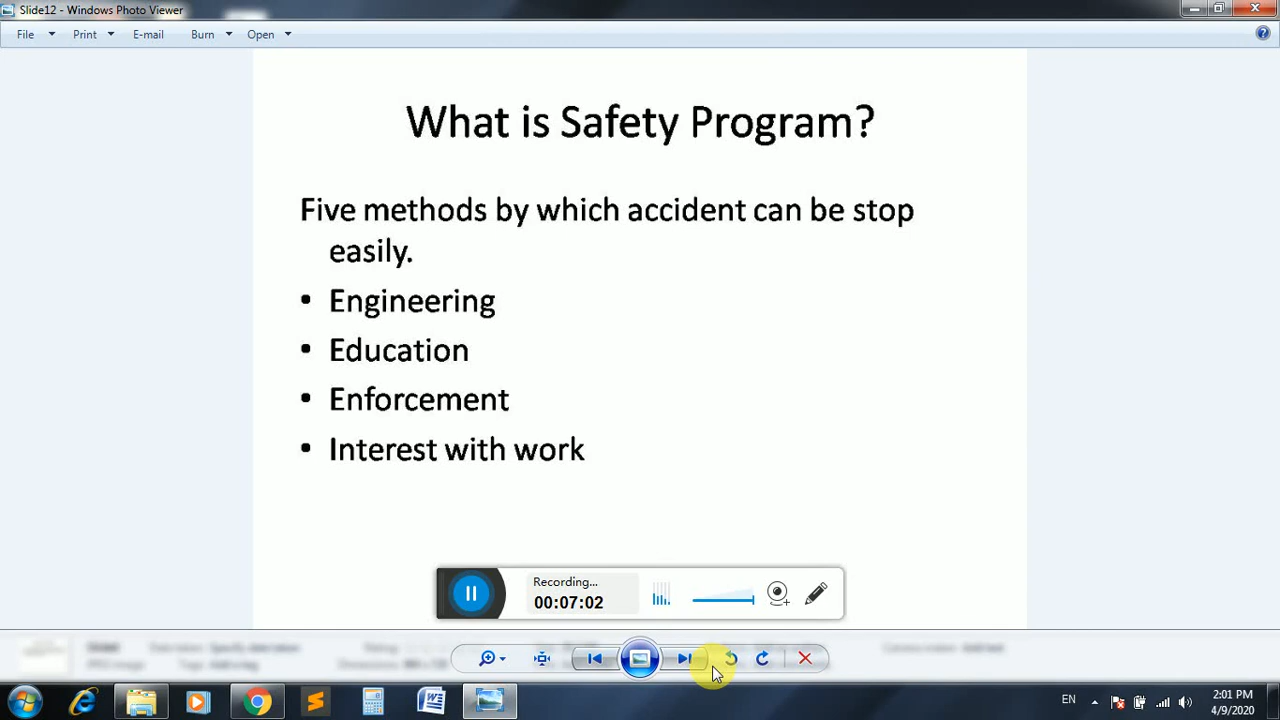 Slide12 - Windows Photo Viewer
File Print E-mail Burn Open
What is Safety Program?
Five methods by which accident can be stop
easily.
• Engineering
• Education
• Enforcement
• Interest with work
Recording...
00:07:02
EN
2:01 PM
4/9/2020